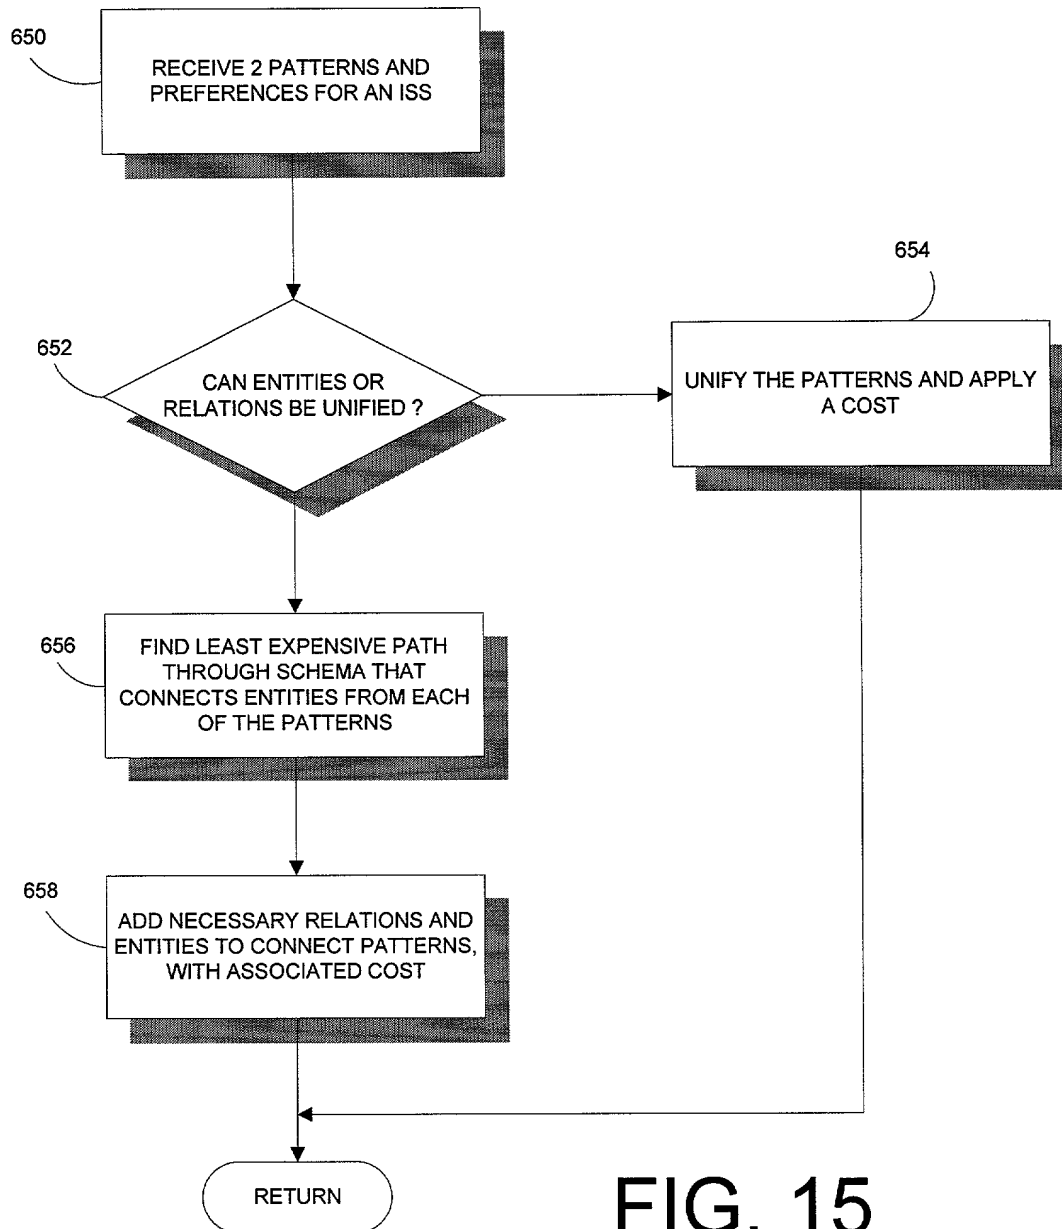 650
RECEIVE 2 PATTERNS AND
PREFERENCES FOR AN ISS
654
652
CAN ENTITIES OR
RELATIONS BE UNIFIED ?
UNIFY THE PATTERNS AND APPLY
A COST
656
FIND LEAST EXPENSIVE PATH
THROUGH SCHEMA THAT
CONNECTS ENTITIES FROM EACH
OF THE PATTERNS
658
ADD NECESSARY RELATIONS AND
ENTITIES TO CONNECT PATTERNS,
WITH ASSOCIATED COST
RETURN
FIG. 15